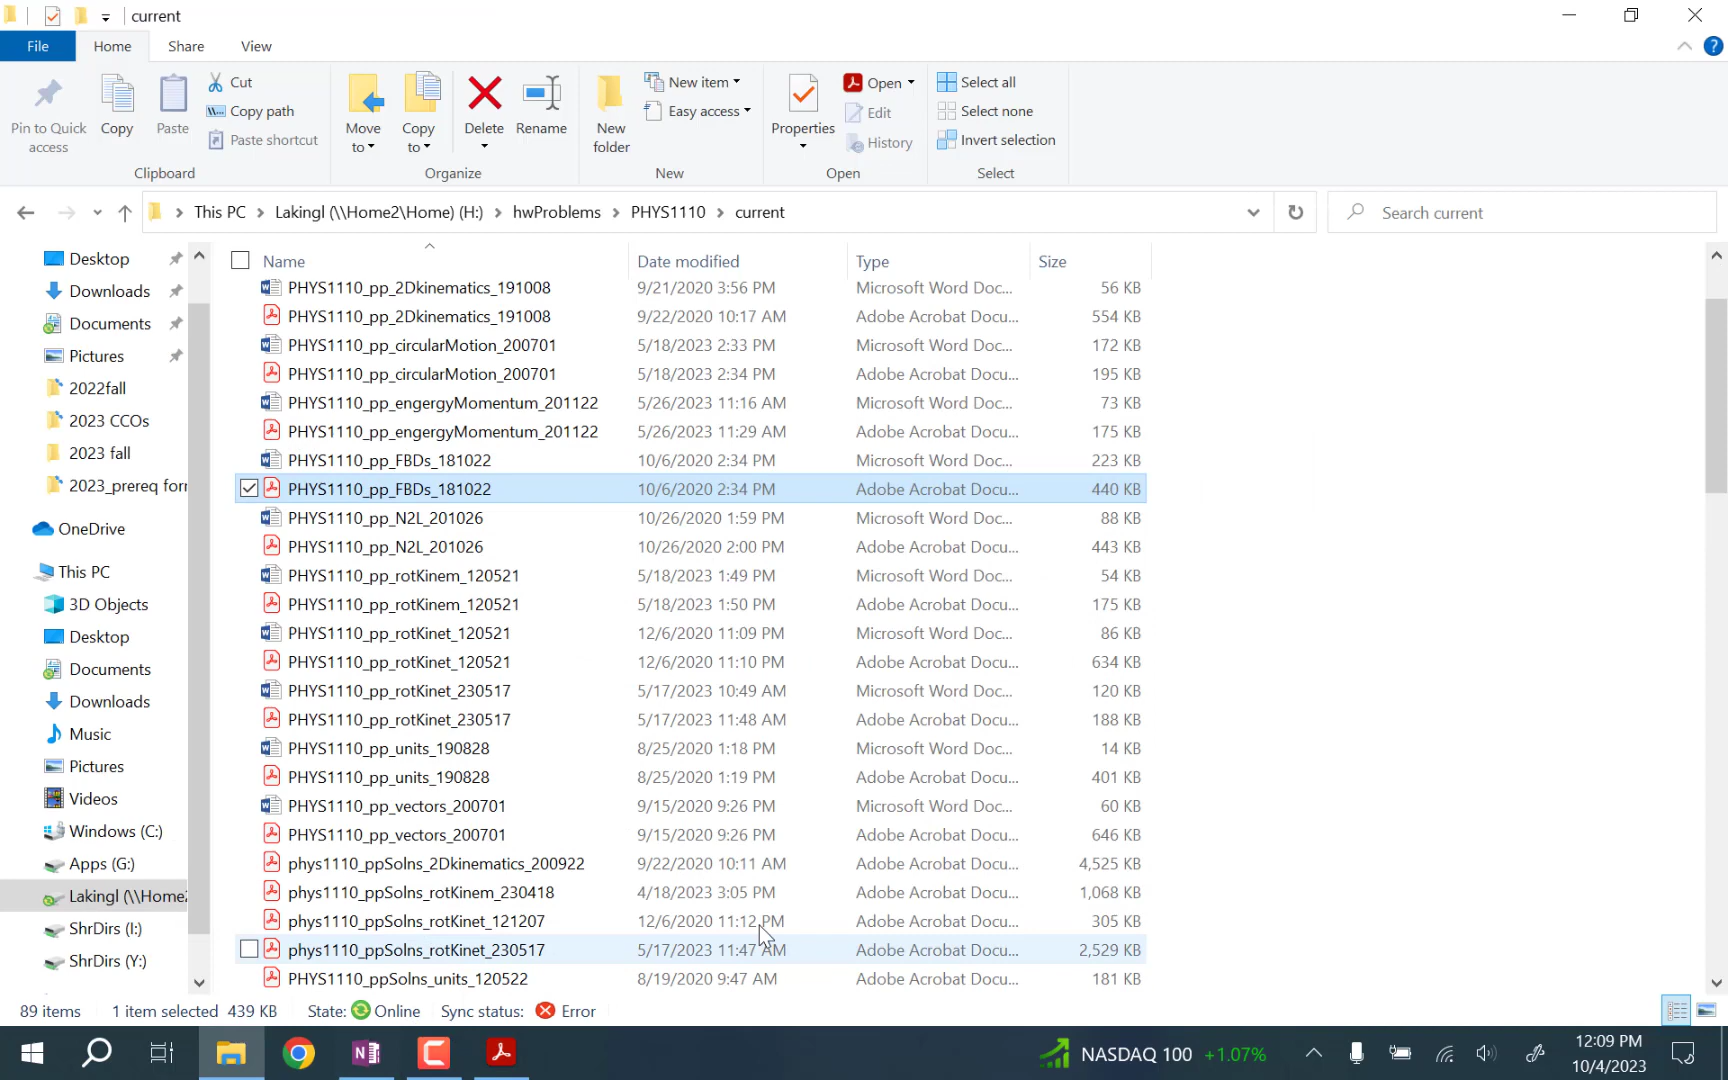 current
File Home Share View
Pin to Quick access
Copy
Paste
Cut
Copy path
Paste shortcut
Clipboard
Move to
Copy to
Delete
Rename
Organize
New folder
New item
Easy access
New
Properties
Open
Edit
History
Open
Select all
Select none
Invert selection
Select
This PC > Lakingl (\\Home2\Home) (H:) > hwProblems > PHYS1110 > current
Search current
Desktop
Downloads
Documents
Pictures
2022fall
2023 CCOs
2023 fall
2023_prereq for
OneDrive
This PC
3D Objects
Desktop
Documents
Downloads
Music
Pictures
Videos
Windows (C:)
Apps (G:)
Lakingl (\\Home2
ShrDirs (I:)
ShrDirs (Y:)
Name Date modified Type Size
PHYS1110_pp_2Dkinematics_191008 9/21/2020 3:56 PM Microsoft Word Doc... 56 KB
PHYS1110_pp_2Dkinematics_191008 9/22/2020 10:17 AM Adobe Acrobat Docu... 554 KB
PHYS1110_pp_circularMotion_200701 5/18/2023 2:33 PM Microsoft Word Doc... 172 KB
PHYS1110_pp_circularMotion_200701 5/18/2023 2:34 PM Adobe Acrobat Docu... 195 KB
PHYS1110_pp_engergyMomentum_201122 5/26/2023 11:16 AM Microsoft Word Doc... 73 KB
PHYS1110_pp_engergyMomentum_201122 5/26/2023 11:29 AM Adobe Acrobat Docu... 175 KB
PHYS1110_pp_FBDs_181022 10/6/2020 2:34 PM Microsoft Word Doc... 223 KB
PHYS1110_pp_FBDs_181022 10/6/2020 2:34 PM Adobe Acrobat Docu... 440 KB
PHYS1110_pp_N2L_201026 10/26/2020 1:59 PM Microsoft Word Doc... 88 KB
PHYS1110_pp_N2L_201026 10/26/2020 2:00 PM Adobe Acrobat Docu... 443 KB
PHYS1110_pp_rotKinem_120521 5/18/2023 1:49 PM Microsoft Word Doc... 54 KB
PHYS1110_pp_rotKinem_120521 5/18/2023 1:50 PM Adobe Acrobat Docu... 175 KB
PHYS1110_pp_rotKinet_120521 12/6/2020 11:09 PM Microsoft Word Doc... 86 KB
PHYS1110_pp_rotKinet_120521 12/6/2020 11:10 PM Adobe Acrobat Docu... 634 KB
PHYS1110_pp_rotKinet_230517 5/17/2023 10:49 AM Microsoft Word Doc... 120 KB
PHYS1110_pp_rotKinet_230517 5/17/2023 11:48 AM Adobe Acrobat Docu... 188 KB
PHYS1110_pp_units_190828 8/25/2020 1:18 PM Microsoft Word Doc... 14 KB
PHYS1110_pp_units_190828 8/25/2020 1:19 PM Adobe Acrobat Docu... 401 KB
PHYS1110_pp_vectors_200701 9/15/2020 9:26 PM Microsoft Word Doc... 60 KB
PHYS1110_pp_vectors_200701 9/15/2020 9:26 PM Adobe Acrobat Docu... 646 KB
phys1110_ppSolns_2Dkinematics_200922 9/22/2020 10:11 AM Adobe Acrobat Docu... 4,525 KB
phys1110_ppSolns_rotKinem_230418 4/18/2023 3:05 PM Adobe Acrobat Docu... 1,068 KB
phys1110_ppSolns_rotKinet_121207 12/6/2020 11:12 PM Adobe Acrobat Docu... 305 KB
phys1110_ppSolns_rotKinet_230517 5/17/2023 11:47 AM Adobe Acrobat Docu... 2,529 KB
PHYS1110_ppSolns_units_120522 8/19/2020 9:47 AM Adobe Acrobat Docu... 181 KB
89 items 1 item selected 439 KB State: Online Sync status: Error
NASDAQ 100 +1.07%
12:09 PM
10/4/2023